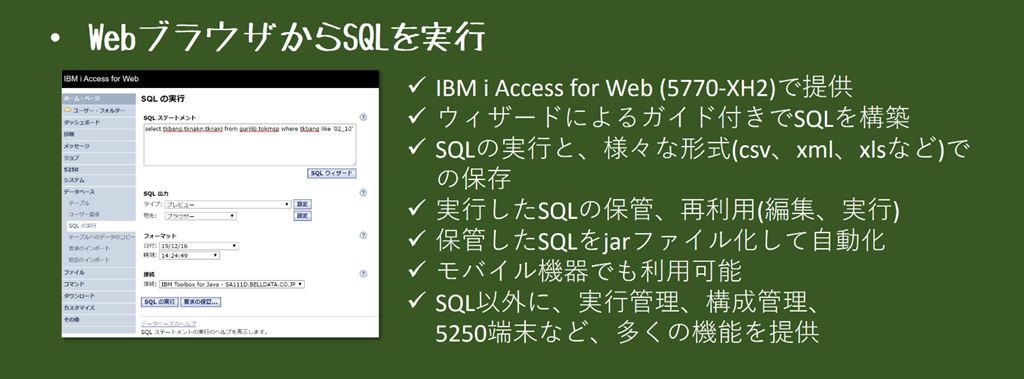 • WebブラウザからSQLを実行
IBM i Access for Web
ホーム・ページ
ユーザー・フォルダー
ダッシュボード
印刷
メッセージ
ジョブ
5250
システム
データベース
テーブル
ユーザー要求
SQL の実行
テーブルへのデータのコピー
要求のインポート
照会のインポート
ファイル
コマンド
ダウンロード
カスタマイズ
その他
SQL の実行
SQL ステートメント
select tkbang,tknakn,tknakj from gurilib.tokmsp where tkbang like '02_10'
SQL ウィザード
SQL 出力
タイプ: プレビュー 設定
宛先: ブラウザー 設定
フォーマット
日付: 19/12/16
時刻: 14:24:49
接続
接続: IBM Toolbox for Java - SA111D.BELLDATA.CO.JP
SQL の実行 要求の保管...
データベースのヘルプ
SQL ステートメントの実行のヘルプを表示します。
✓ IBM i Access for Web (5770-XH2)で提供
✓ ウィザードによるガイド付きでSQLを構築
✓ SQLの実行と、様々な形式(csv、xml、xlsなど)で
の保存
✓ 実行したSQLの保管、再利用(編集、実行)
✓ 保管したSQLをjarファイル化して自動化
✓ モバイル機器でも利用可能
✓ SQL以外に、実行管理、構成管理、
5250端末など、多くの機能を提供